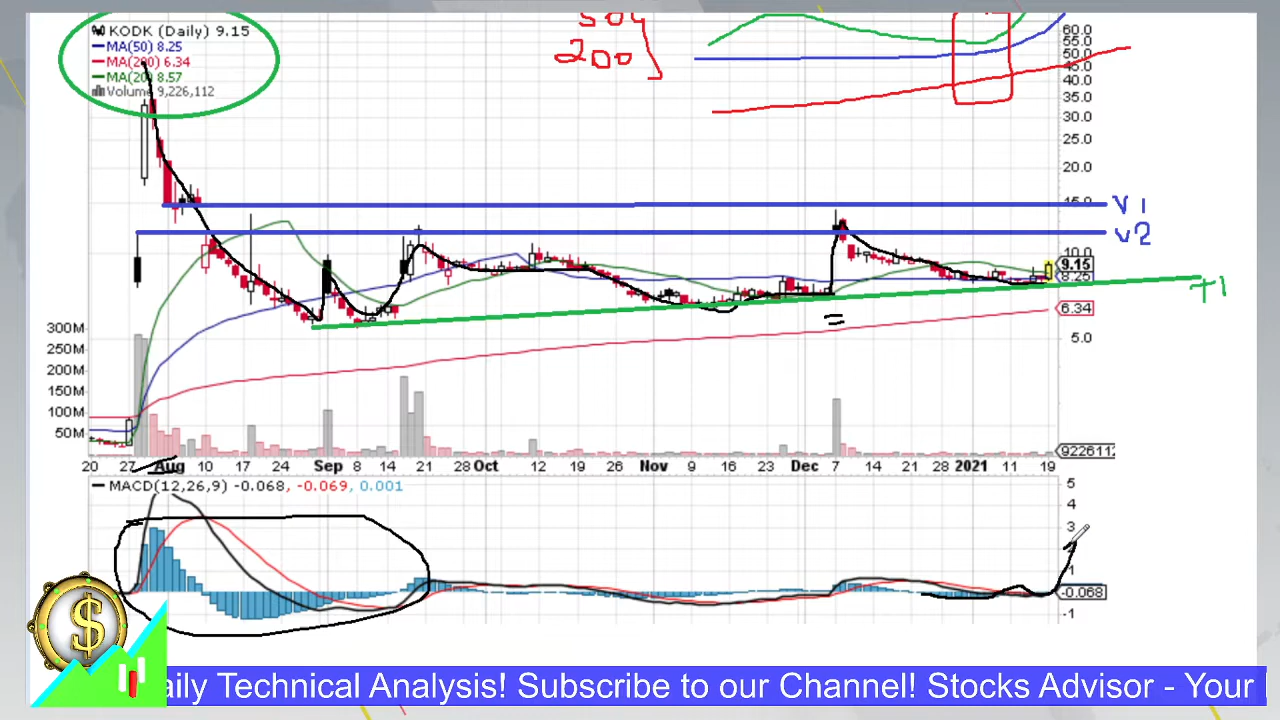 504
200
KODK (Daily) 9.15
MA(50) 8.25
MA(200) 6.34
MA(20) 8.57
Volume 9,226,112
60.0
55.0
50.0
45.0
40.0
35.0
30.0
25.0
20.0
15.0
V1
V2
10.0
9.15
8.25
T1
6.34
5.0
300M
250M
200M
150M
100M
50M
9226112
20 27 Aug 10 17 24 Sep 8 14 21 28 Oct 12 19 26 Nov 9 16 23 Dec 7 14 21 28 2021 11 19
MACD(12,26,9) -0.068, -0.069, 0.001
5
4
3
2
1
-0.068
-1
$
aily Technical Analysis! Subscribe to our Channel! Stocks Advisor - Your